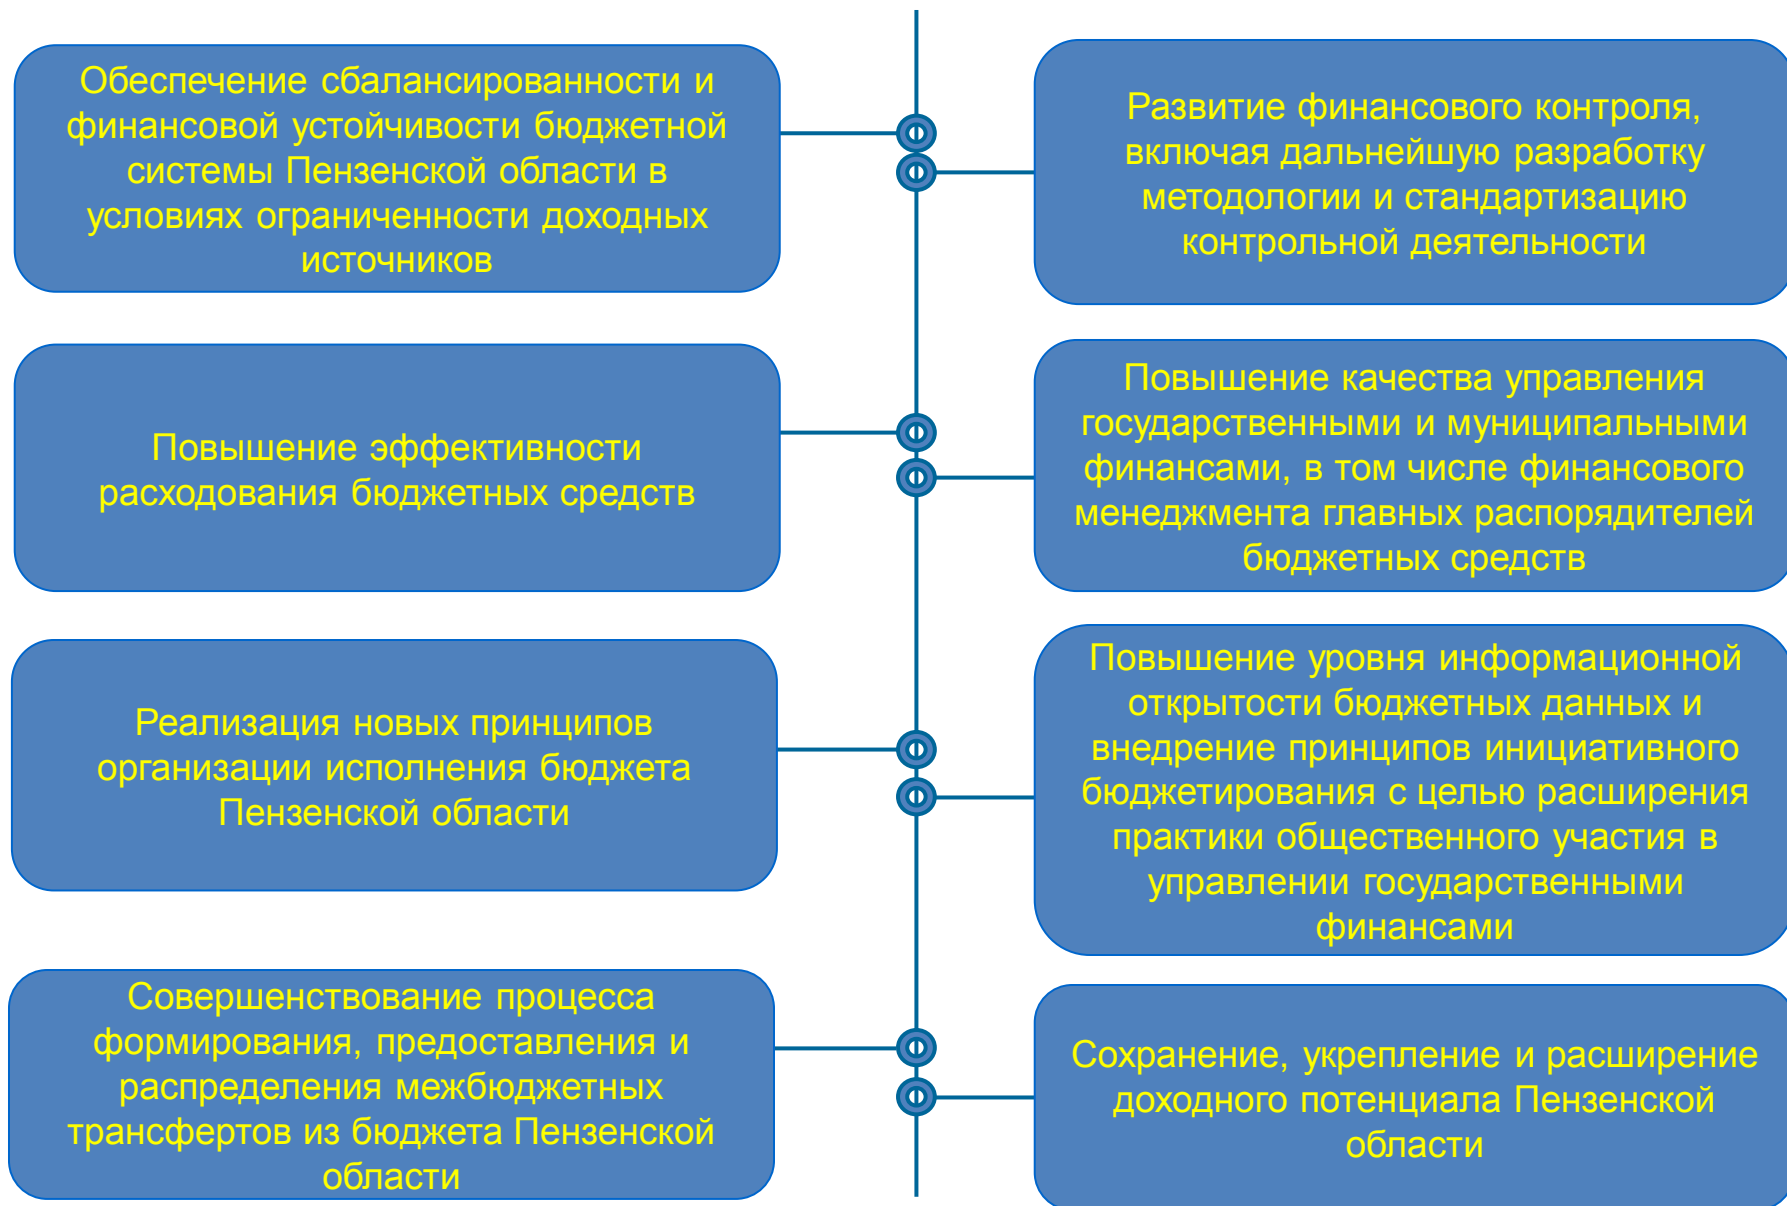 Обеспечение сбалансированности и
финансовой устойчивости бюджетной
системы Пензенской области в
условиях ограниченности доходных
источников
Развитие финансового контроля,
включая дальнейшую разработку
методологии и стандартизацию
контрольной деятельности
Повышение эффективности
расходования бюджетных средств
Повышение качества управления
государственными и муниципальными
финансами, в том числе финансового
менеджмента главных распорядителей
бюджетных средств
Реализация новых принципов
организации исполнения бюджета
Пензенской области
Повышение уровня информационной
открытости бюджетных данных и
внедрение принципов инициативного
бюджетирования с целью расширения
практики общественного участия в
управлении государственными
финансами
Совершенствование процесса
формирования, предоставления и
распределения межбюджетных
трансфертов из бюджета Пензенской
области
Сохранение, укрепление и расширение
доходного потенциала Пензенской
области